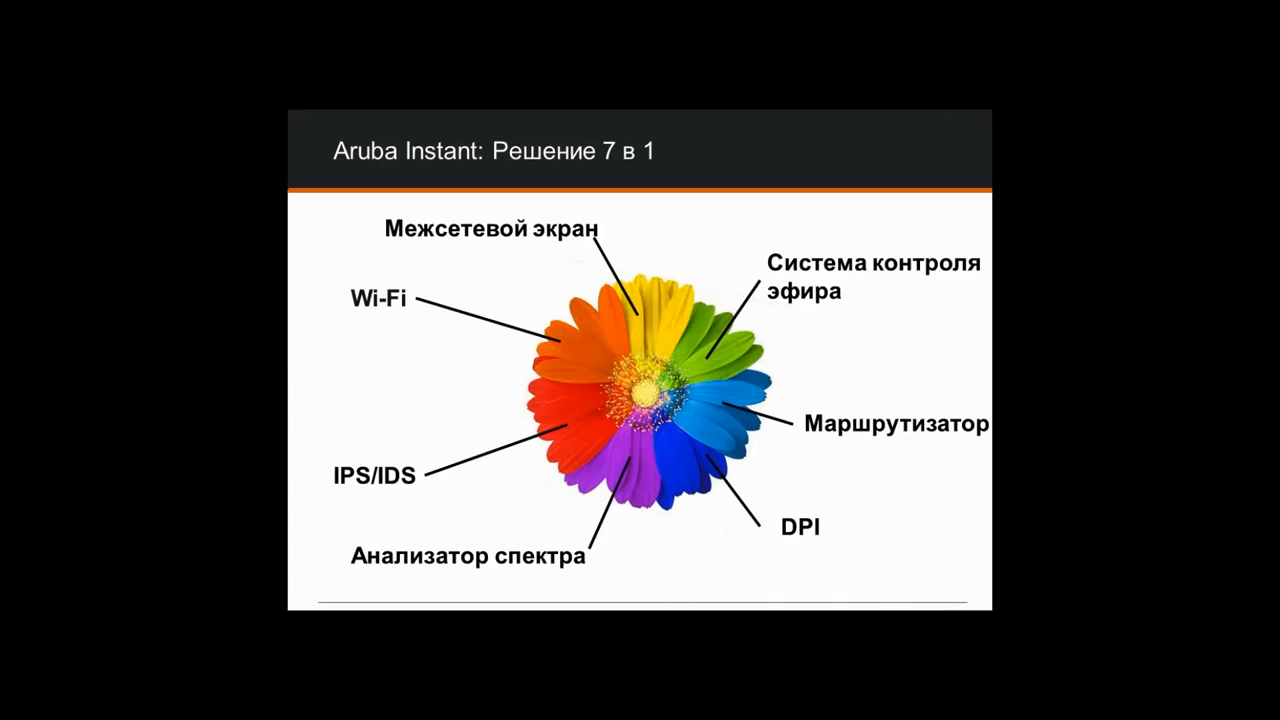 Aruba Instant: Решение 7 в 1
Межсетевой экран
Система контроля
эфира
Wi-Fi
Маршрутизатор
IPS/IDS
DPI
Анализатор спектра